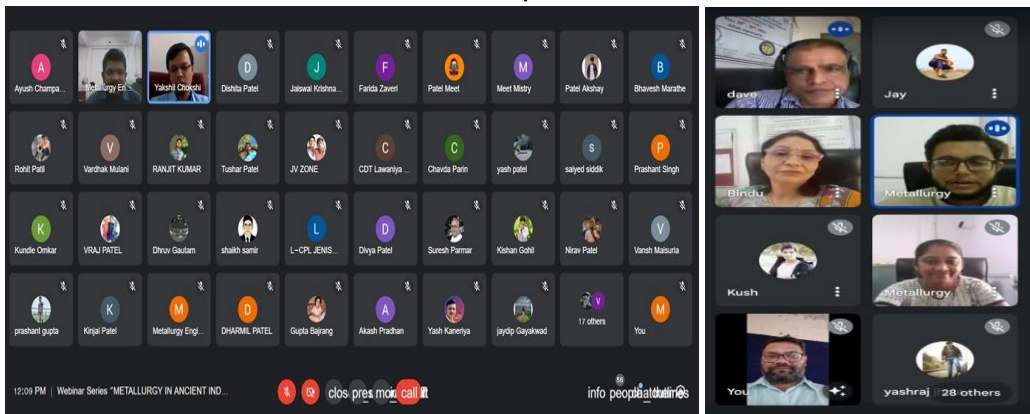 A
D
J
F
M
B
Ayush Champa...
Metallurgy En...
Yakshil Chokshi
Dishita Patel
Jaiswal Krishna...
Farida Zaveri
Patel Meet
Meet Mistry
Patel Akshay
Bhavesh Marathe
V
C
C
s
P
Rohit Patil
Vardhak Mulani
RANJIT KUMAR
Tushar Patel
JV ZONE
CDT Lawaniya ...
Chavda Parin
yash patel
saiyed siddik
Prashant Singh
K
L
D
V
Kundle Omkar
VRAJ PATEL
Dhruv Gautam
shaikh samir
L-CPL JENIS...
Divya Patel
Suresh Parmar
Kishan Gohil
Nirav Patel
Vansh Maisuria
K
M
D
A
V
M
prashant gupta
Kinjal Patel
Metallurgy Engi...
DHARMIL PATEL
Gupta Bajrang
Akash Pradhan
Yash Kaneriya
jaydip Gayakwad
17 others
You
12:09 PM | Webinar Series "METALLURGY IN ANCIENT IND...
call
info
56
dave
Jay
Bindu
Metallurgy
Kush
Metallurgy
You
yashraj
28 others